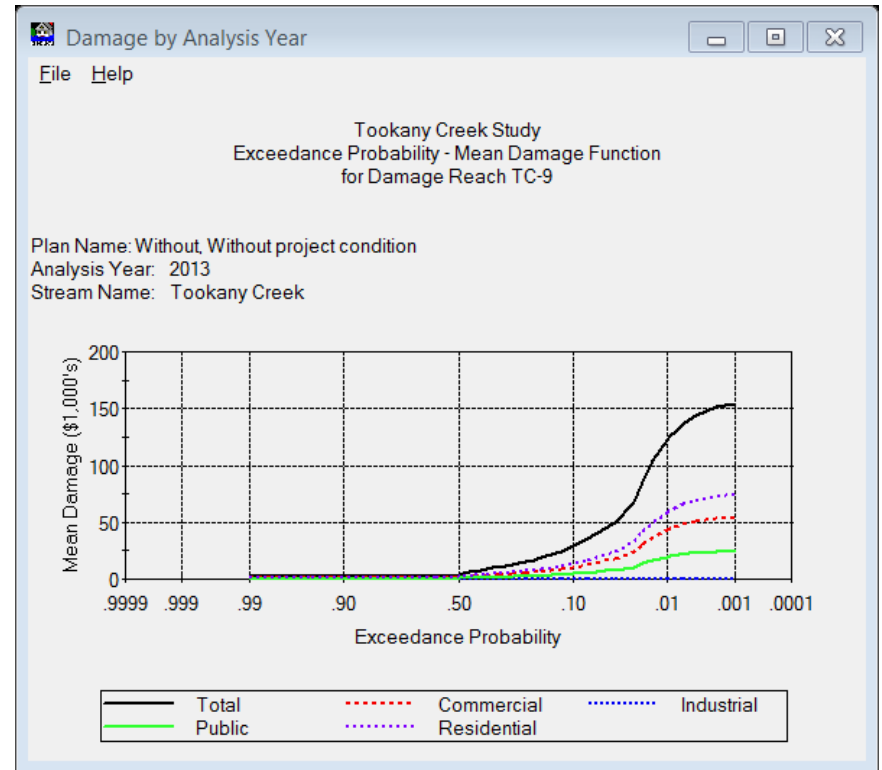 Damage by Analysis Year
File Help
Tookany Creek Study
Exceedance Probability - Mean Damage Function
for Damage Reach TC-9
Plan Name: Without, Without project condition
Analysis Year: 2013
Stream Name: Tookany Creek
Mean Damage ($1,000's)
200
150
100
50
0
.9999 .999 .99 .90 .50 .10 .01 .001 .0001
Exceedance Probability
Total Commercial Industrial
Public Residential